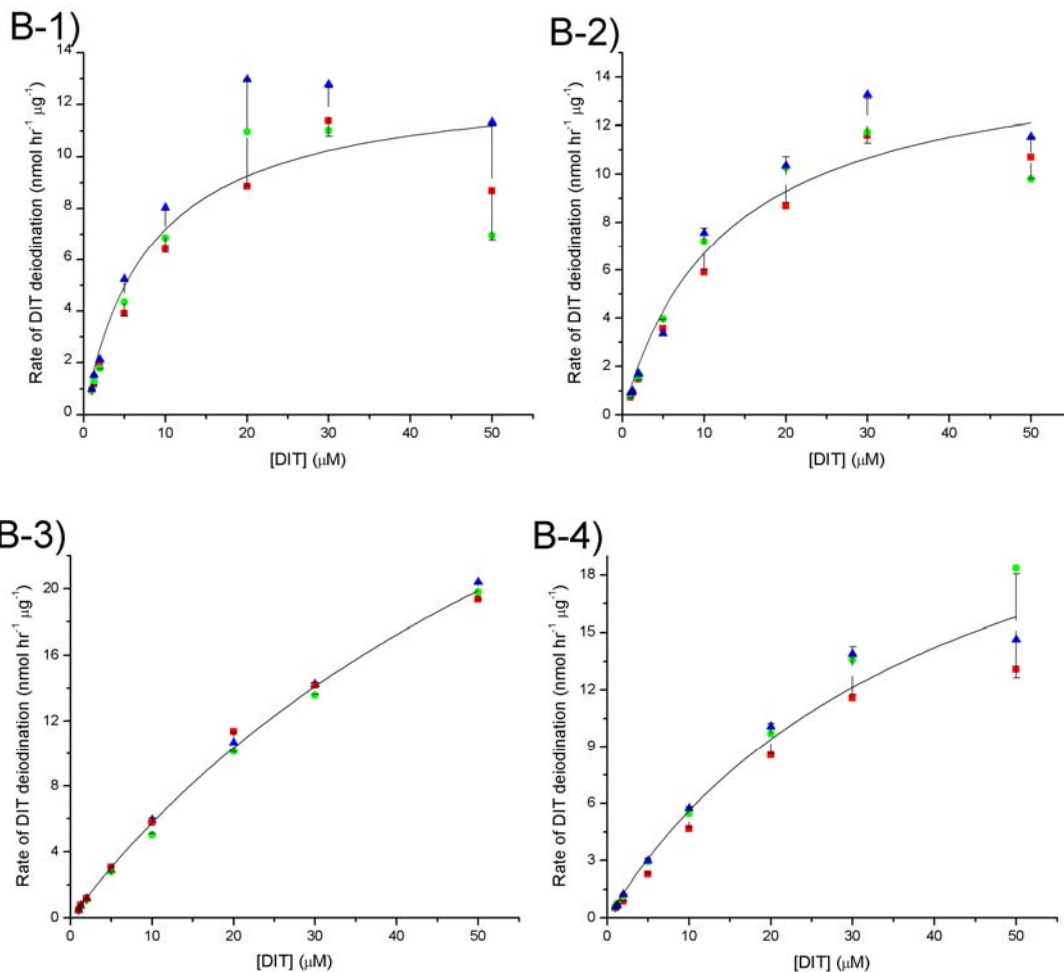 B-1)
14
12
10
8
6
4
2
0
Rate of DIT deiodination (nmol hr⁻¹ μg⁻¹)
0 10 20 30 40 50
[DIT] (μM)
B-2)
14
12
10
8
6
4
2
0
Rate of DIT deiodination (nmol hr⁻¹ μg⁻¹)
0 10 20 30 40 50
[DIT] (μM)
B-3)
20
16
12
8
4
0
Rate of DIT deiodination (nmol hr⁻¹ μg⁻¹)
0 10 20 30 40 50
[DIT] (μM)
B-4)
18
15
12
9
6
3
0
Rate of DIT deiodination (nmol hr⁻¹ μg⁻¹)
0 10 20 30 40 50
[DIT] (μM)